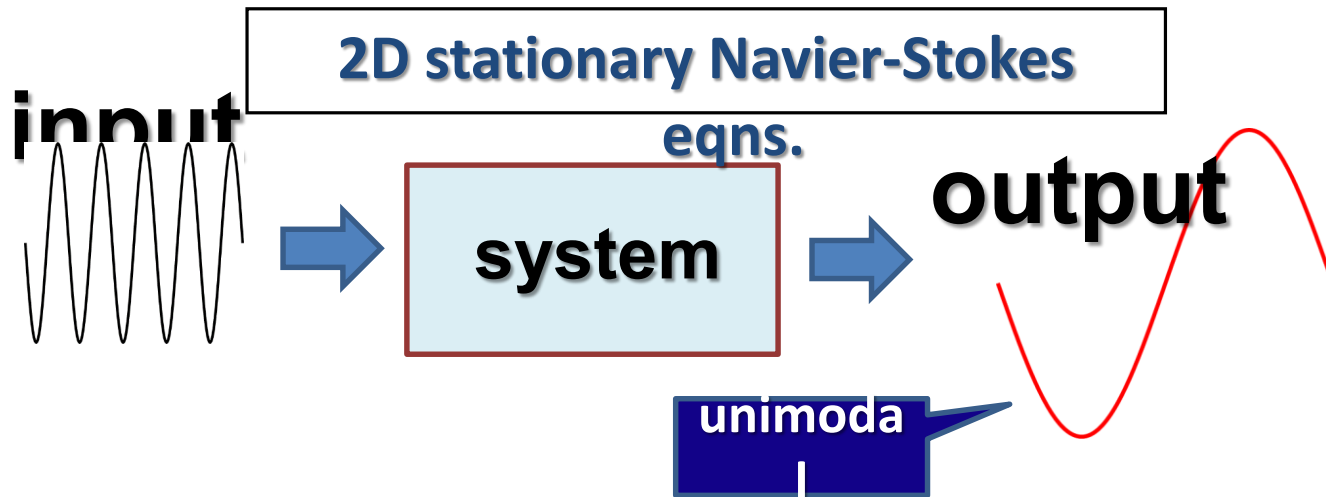 2D stationary Navier-Stokes
eqns.
input
system
output
unimoda
l